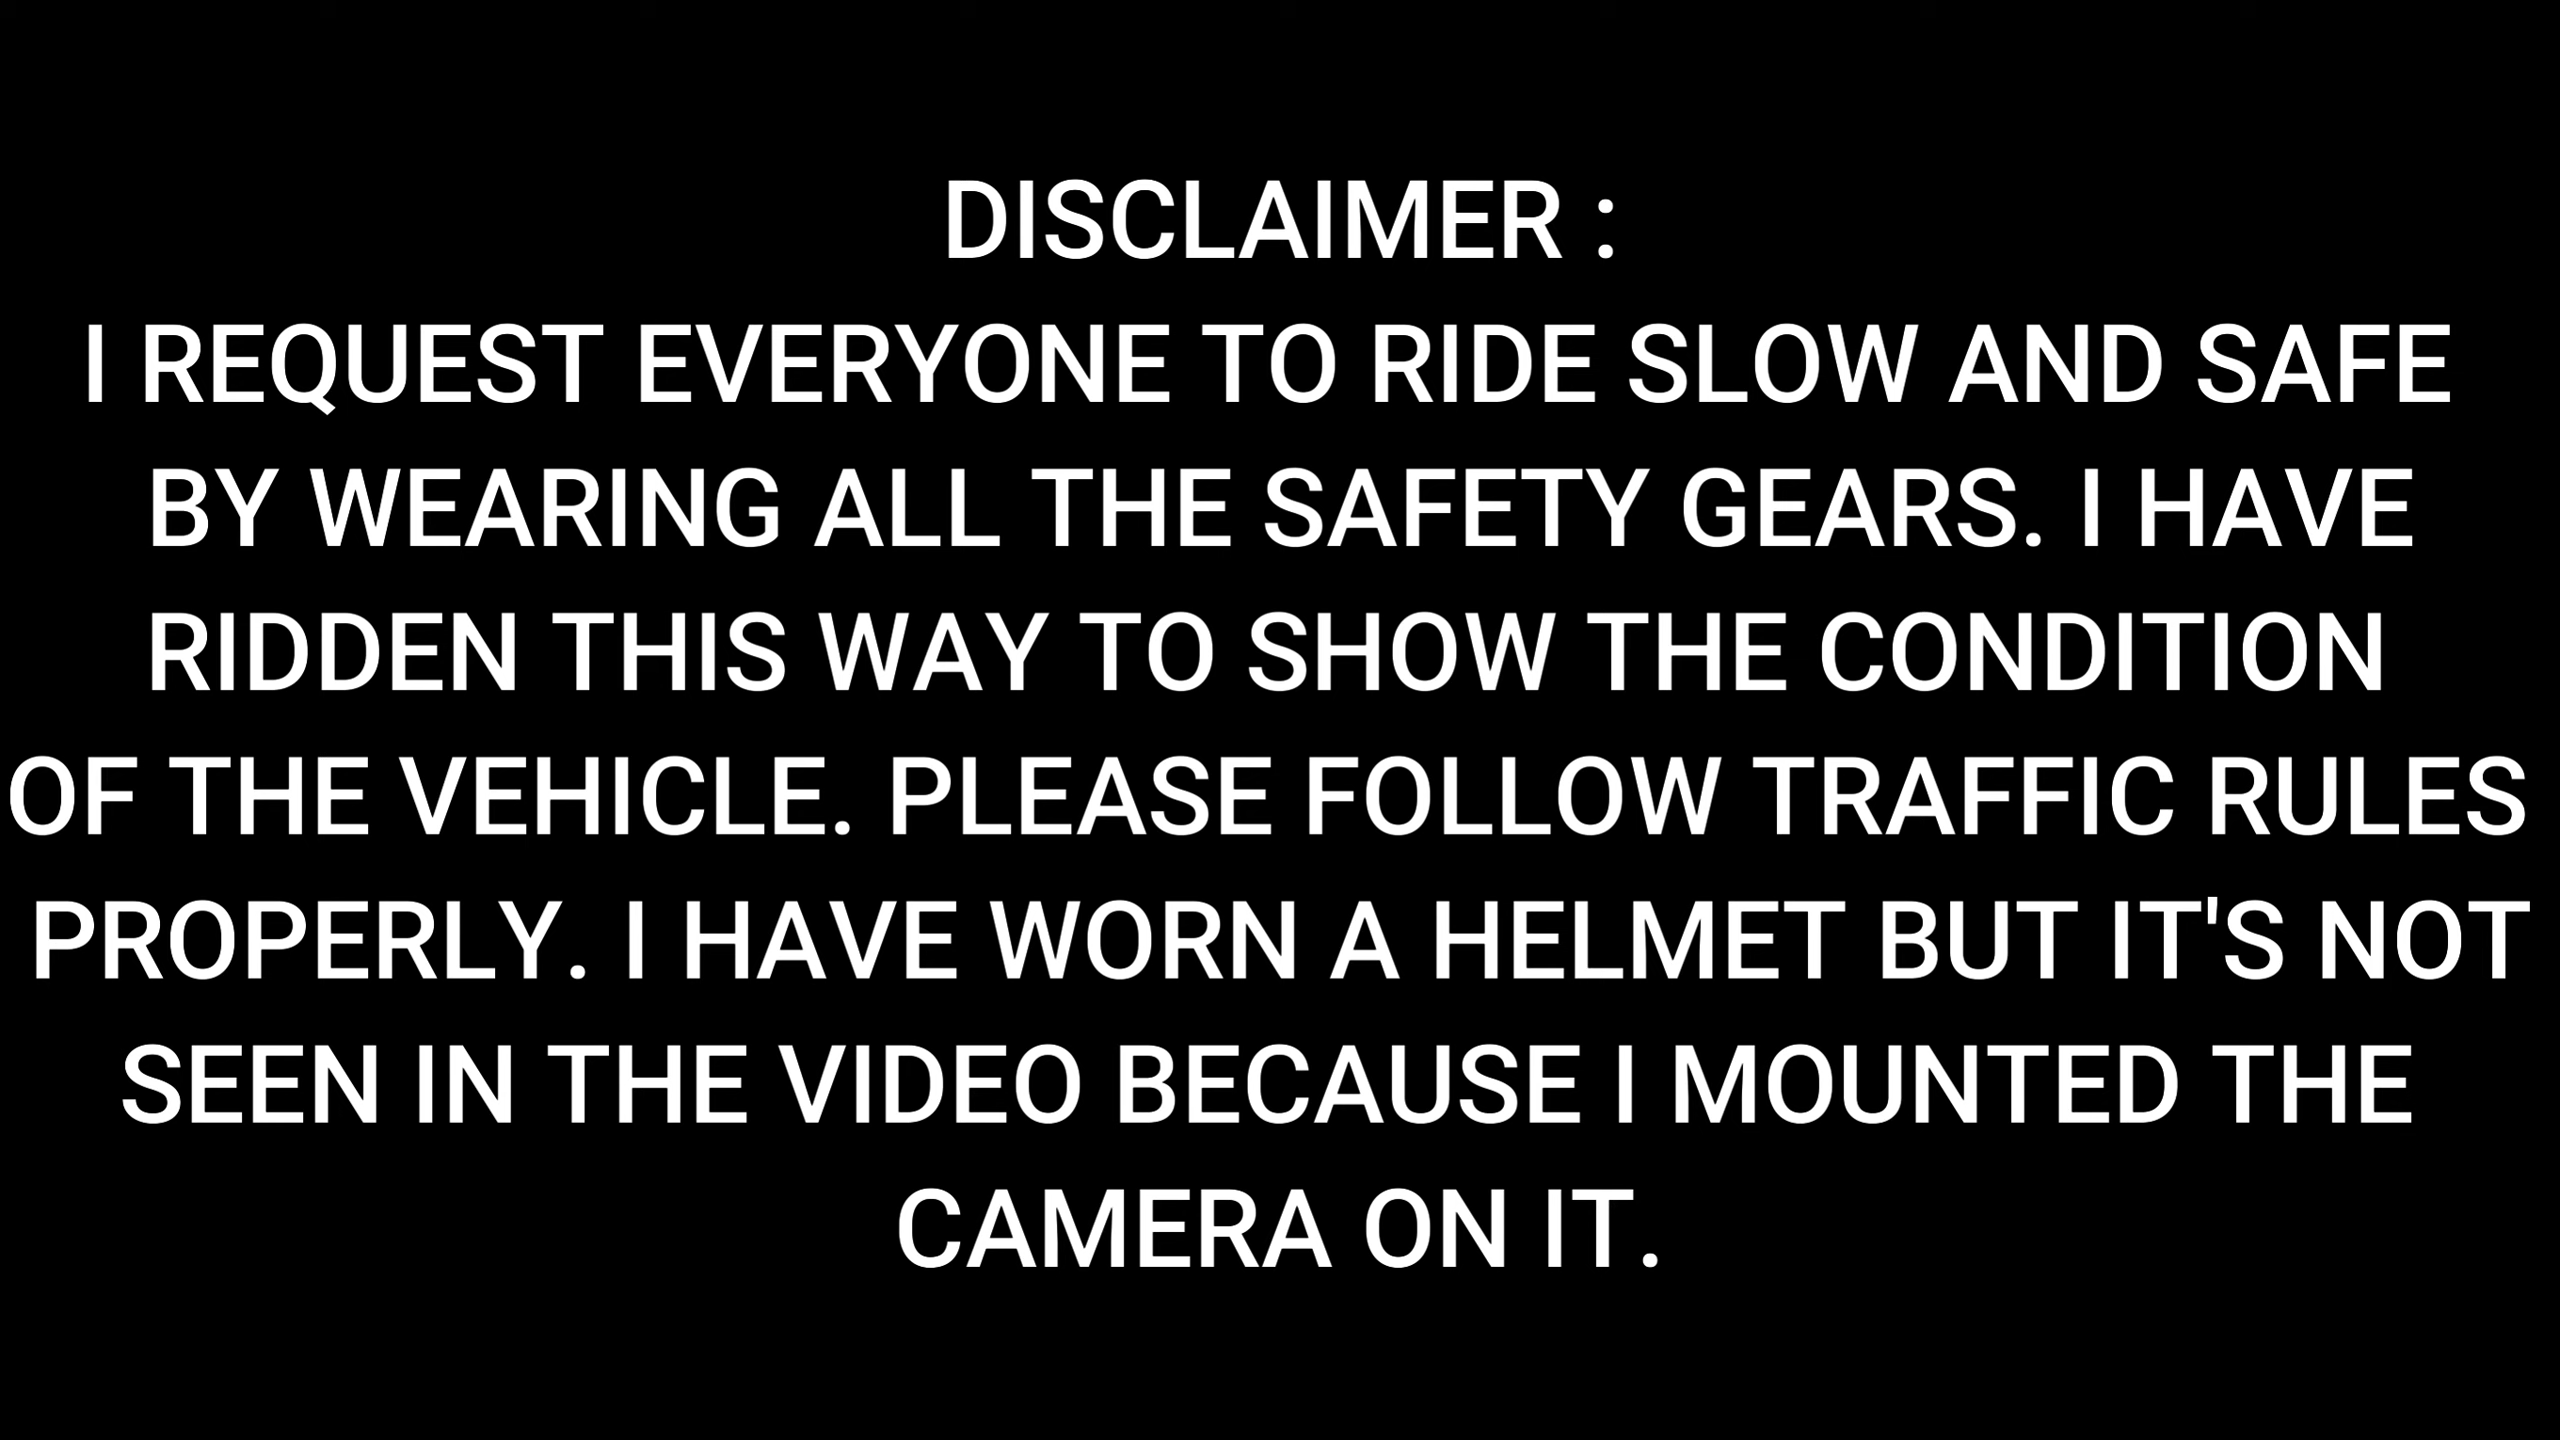 DISCLAIMER :
I REQUEST EVERYONE TO RIDE SLOW AND SAFE
BY WEARING ALL THE SAFETY GEARS. I HAVE
RIDDEN THIS WAY TO SHOW THE CONDITION
OF THE VEHICLE. PLEASE FOLLOW TRAFFIC RULES
PROPERLY. I HAVE WORN A HELMET BUT IT'S NOT
SEEN IN THE VIDEO BECAUSE I MOUNTED THE
CAMERA ON IT.